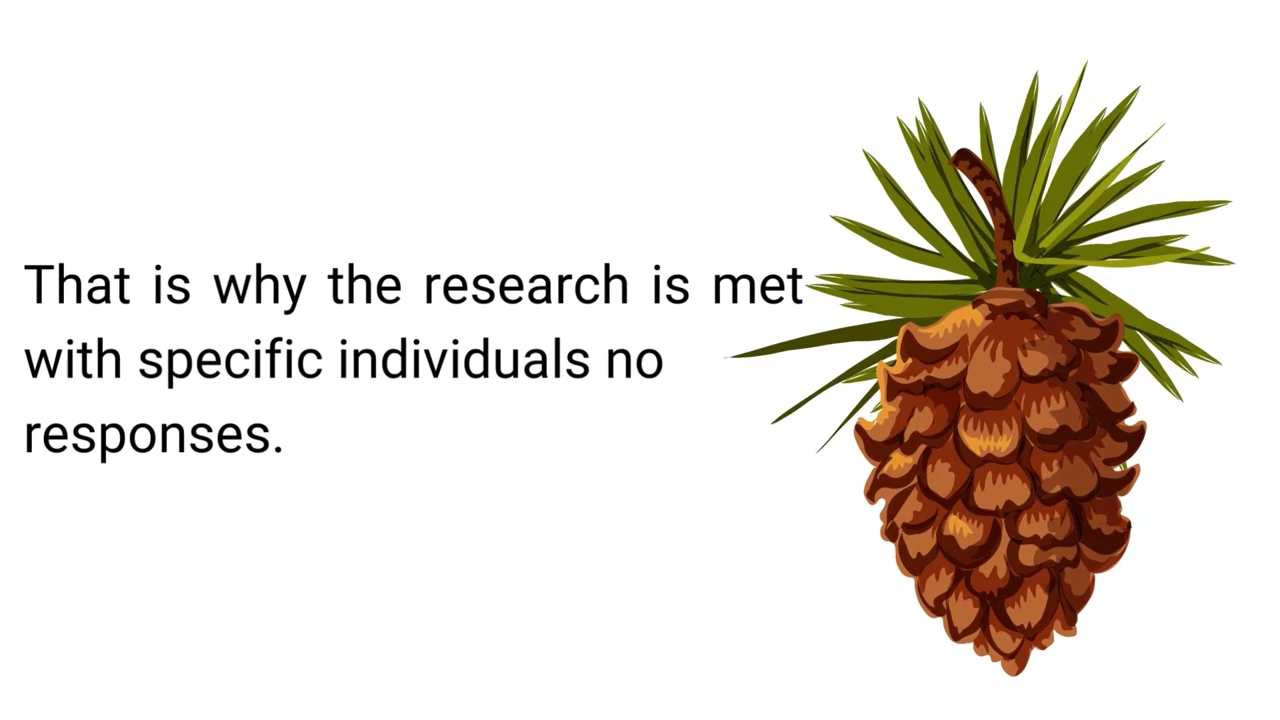 That is why the research is met
with specific individuals no
responses.